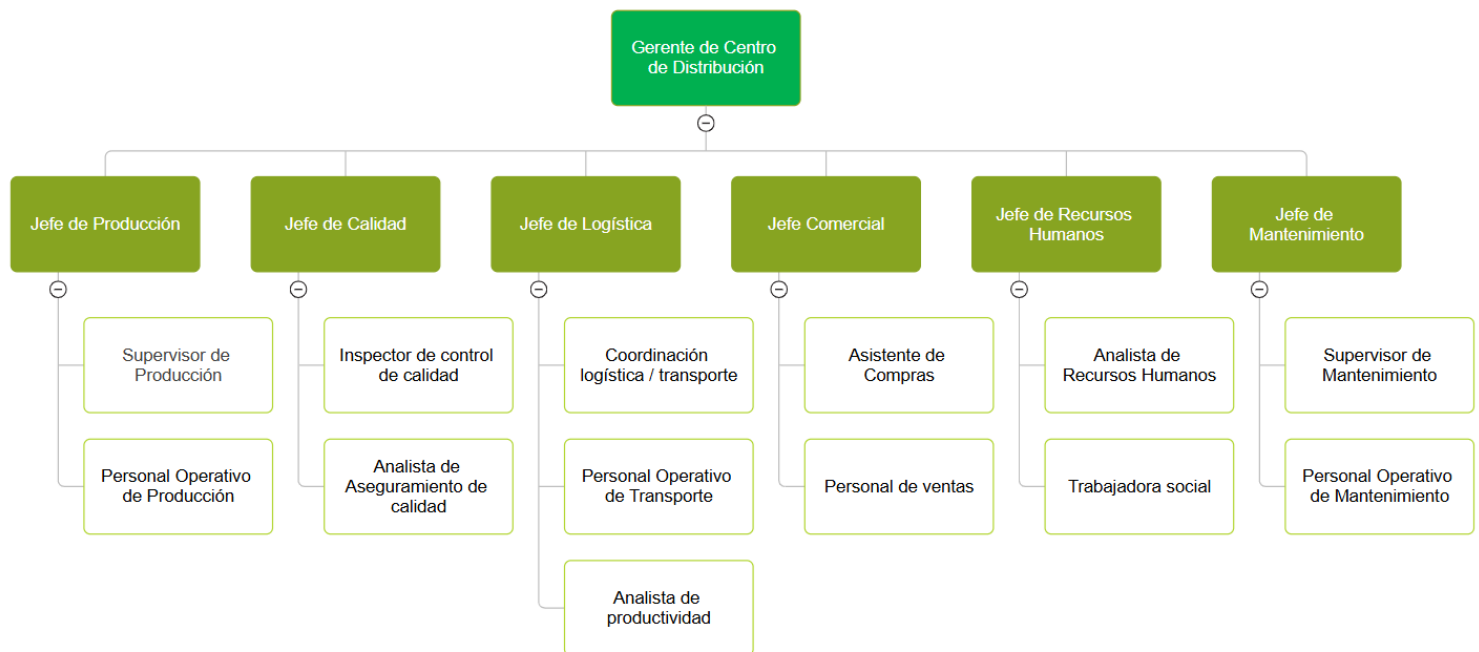 Gerente de Centro
de Distribución
Jefe de Producción
Jefe de Calidad
Jefe de Logística
Jefe Comercial
Jefe de Recursos
Humanos
Jefe de
Mantenimiento
Supervisor de
Producción
Inspector de control
de calidad
Coordinación
logística / transporte
Asistente de
Compras
Analista de
Recursos Humanos
Supervisor de
Mantenimiento
Personal Operativo
de Producción
Analista de
Aseguramiento de
calidad
Personal Operativo
de Transporte
Personal de ventas
Trabajadora social
Personal Operativo
de Mantenimiento
Analista de
productividad